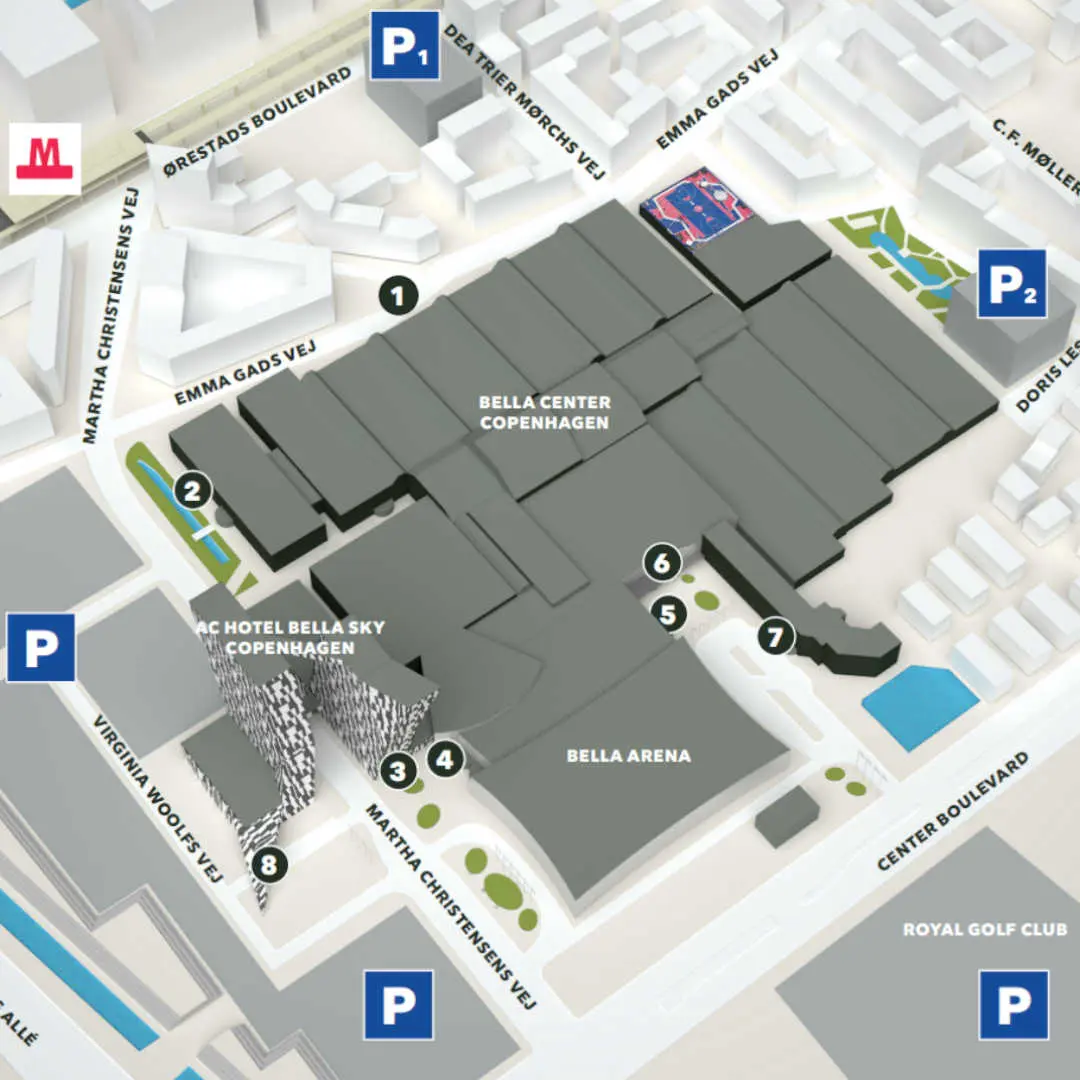 P1
DEA TRIER MØRCHS VEJ
EMMA GADS VEJ
ØRESTADS BOULEVARD
C.F. MØLLER
M
MARTHA CHRISTENSENS VEJ
P2
1
EMMA GADS VEJ
DORIS LES
BELLA CENTER
COPENHAGEN
2
6
5
7
P
AC HOTEL BELLA SKY
COPENHAGEN
VIRGINIA WOOLFS VEJ
3
4
BELLA ARENA
MARTHA CHRISTENSENS VEJ
CENTER BOULEVARD
8
ROYAL GOLF CLUB
P
P
ALLÉ